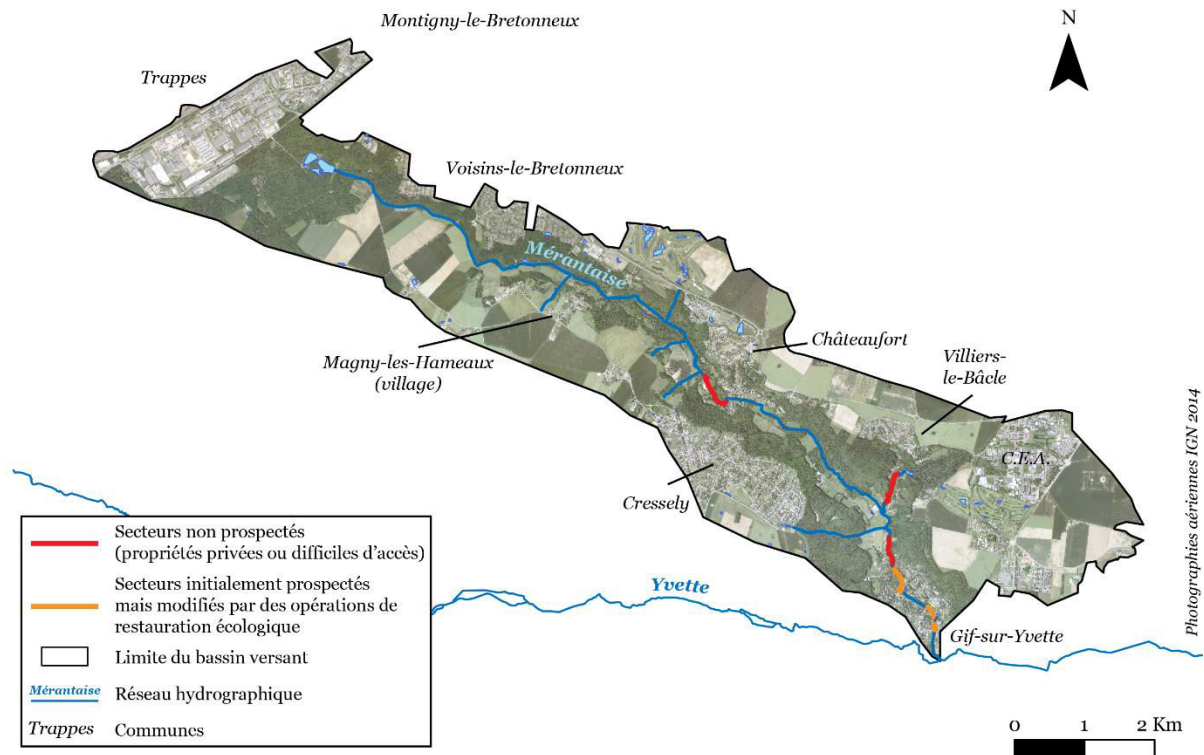 Montigny-le-Bretonneux
N
Trappes
Voisins-le-Bretonneux
Mérantaise
Châteaufort
Magny-les-Hameaux
(village)
Villiers-
le-Bâcle
C.E.A.
Cressely
Yvette
Gif-sur-Yvette
Photographies aériennes IGN 2014
Secteurs non prospectés
(propriétés privées ou difficiles d'accès)
Secteurs initialement prospectés
mais modifiés par des opérations de
restauration écologique
Limite du bassin versant
Mérantaise Réseau hydrographique
Trappes Communes
0 1 2 Km